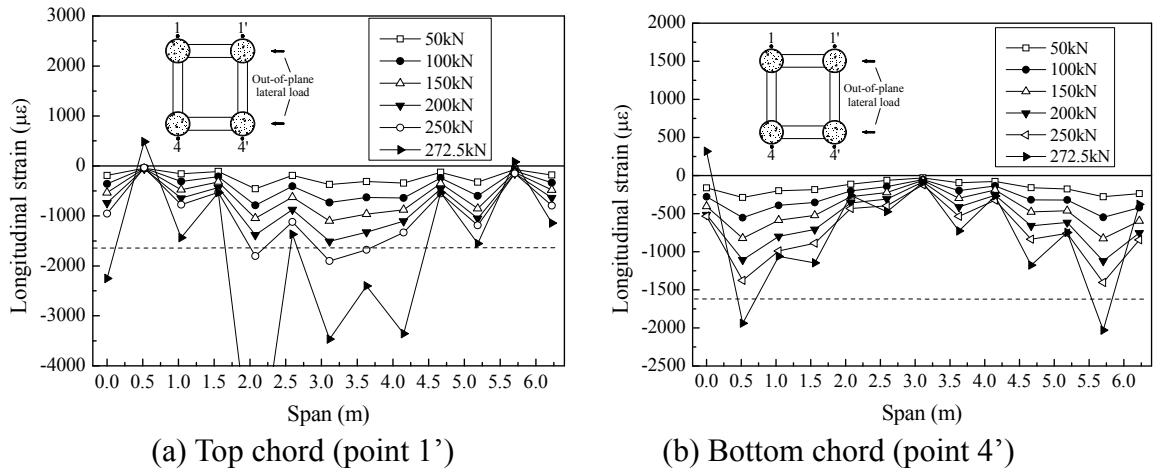 3000
2000
1000
0
-1000
-2000
-3000
-4000
Longitudinal strain (με)
1
1'
4
4'
Out-of-plane
lateral load
50kN
100kN
150kN
200kN
250kN
272.5kN
0.0 0.5 1.0 1.5 2.0 2.5 3.0 3.5 4.0 4.5 5.0 5.5 6.0
Span (m)
(a) Top chord (point 1’)
2000
1500
1000
500
0
-500
-1000
-1500
-2000
-2500
Longitudinal strain (με)
1
1'
4
4'
Out-of-plane
lateral load
50kN
100kN
150kN
200kN
250kN
272.5kN
0.0 0.5 1.0 1.5 2.0 2.5 3.0 3.5 4.0 4.5 5.0 5.5 6.0
Span (m)
(b) Bottom chord (point 4’)